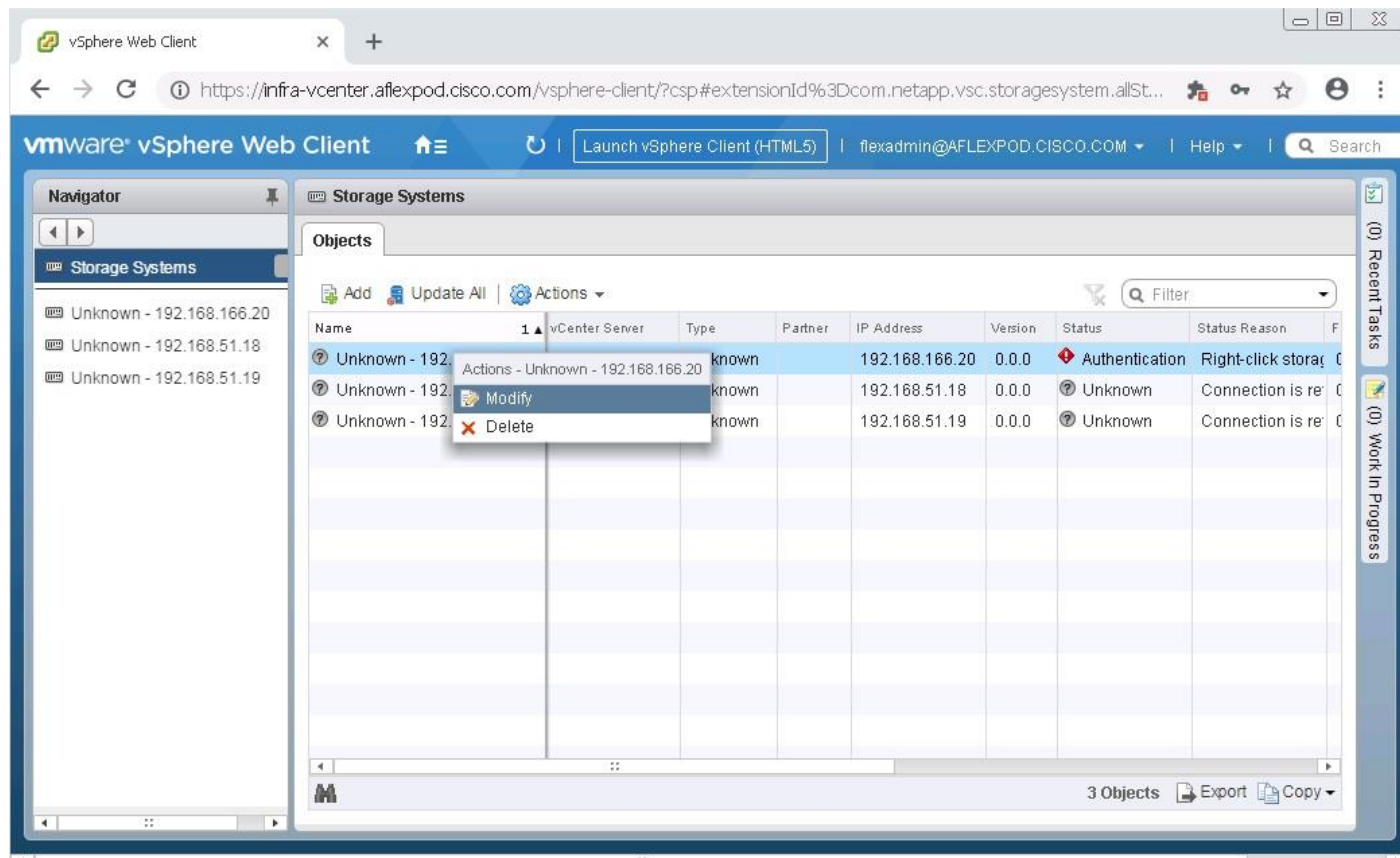 vSphere Web Client
https://infra-vcenter.aflexpod.cisco.com/vsphere-client/?csp#extensionId%3Dcom.netapp.vsc.storagesystem.allSt...
vmware® vSphere Web Client
Launch vSphere Client (HTML5)
flexadmin@AFLEXPOD.CISCO.COM
Help
Search
Navigator
Storage Systems
Unknown - 192.168.166.20
Unknown - 192.168.51.18
Unknown - 192.168.51.19
Storage Systems
Objects
Add Update All Actions
Filter
Name 1 vCenter Server Type Partner IP Address Version Status Status Reason F
Unknown - 192. known 192.168.166.20 0.0.0 Authentication Right-click storag
Unknown - 192. known 192.168.51.18 0.0.0 Unknown Connection is re
Unknown - 192. known 192.168.51.19 0.0.0 Unknown Connection is re
Actions - Unknown - 192.168.166.20
Modify
Delete
3 Objects Export Copy
(0) Recent Tasks
(0) Work In Progress